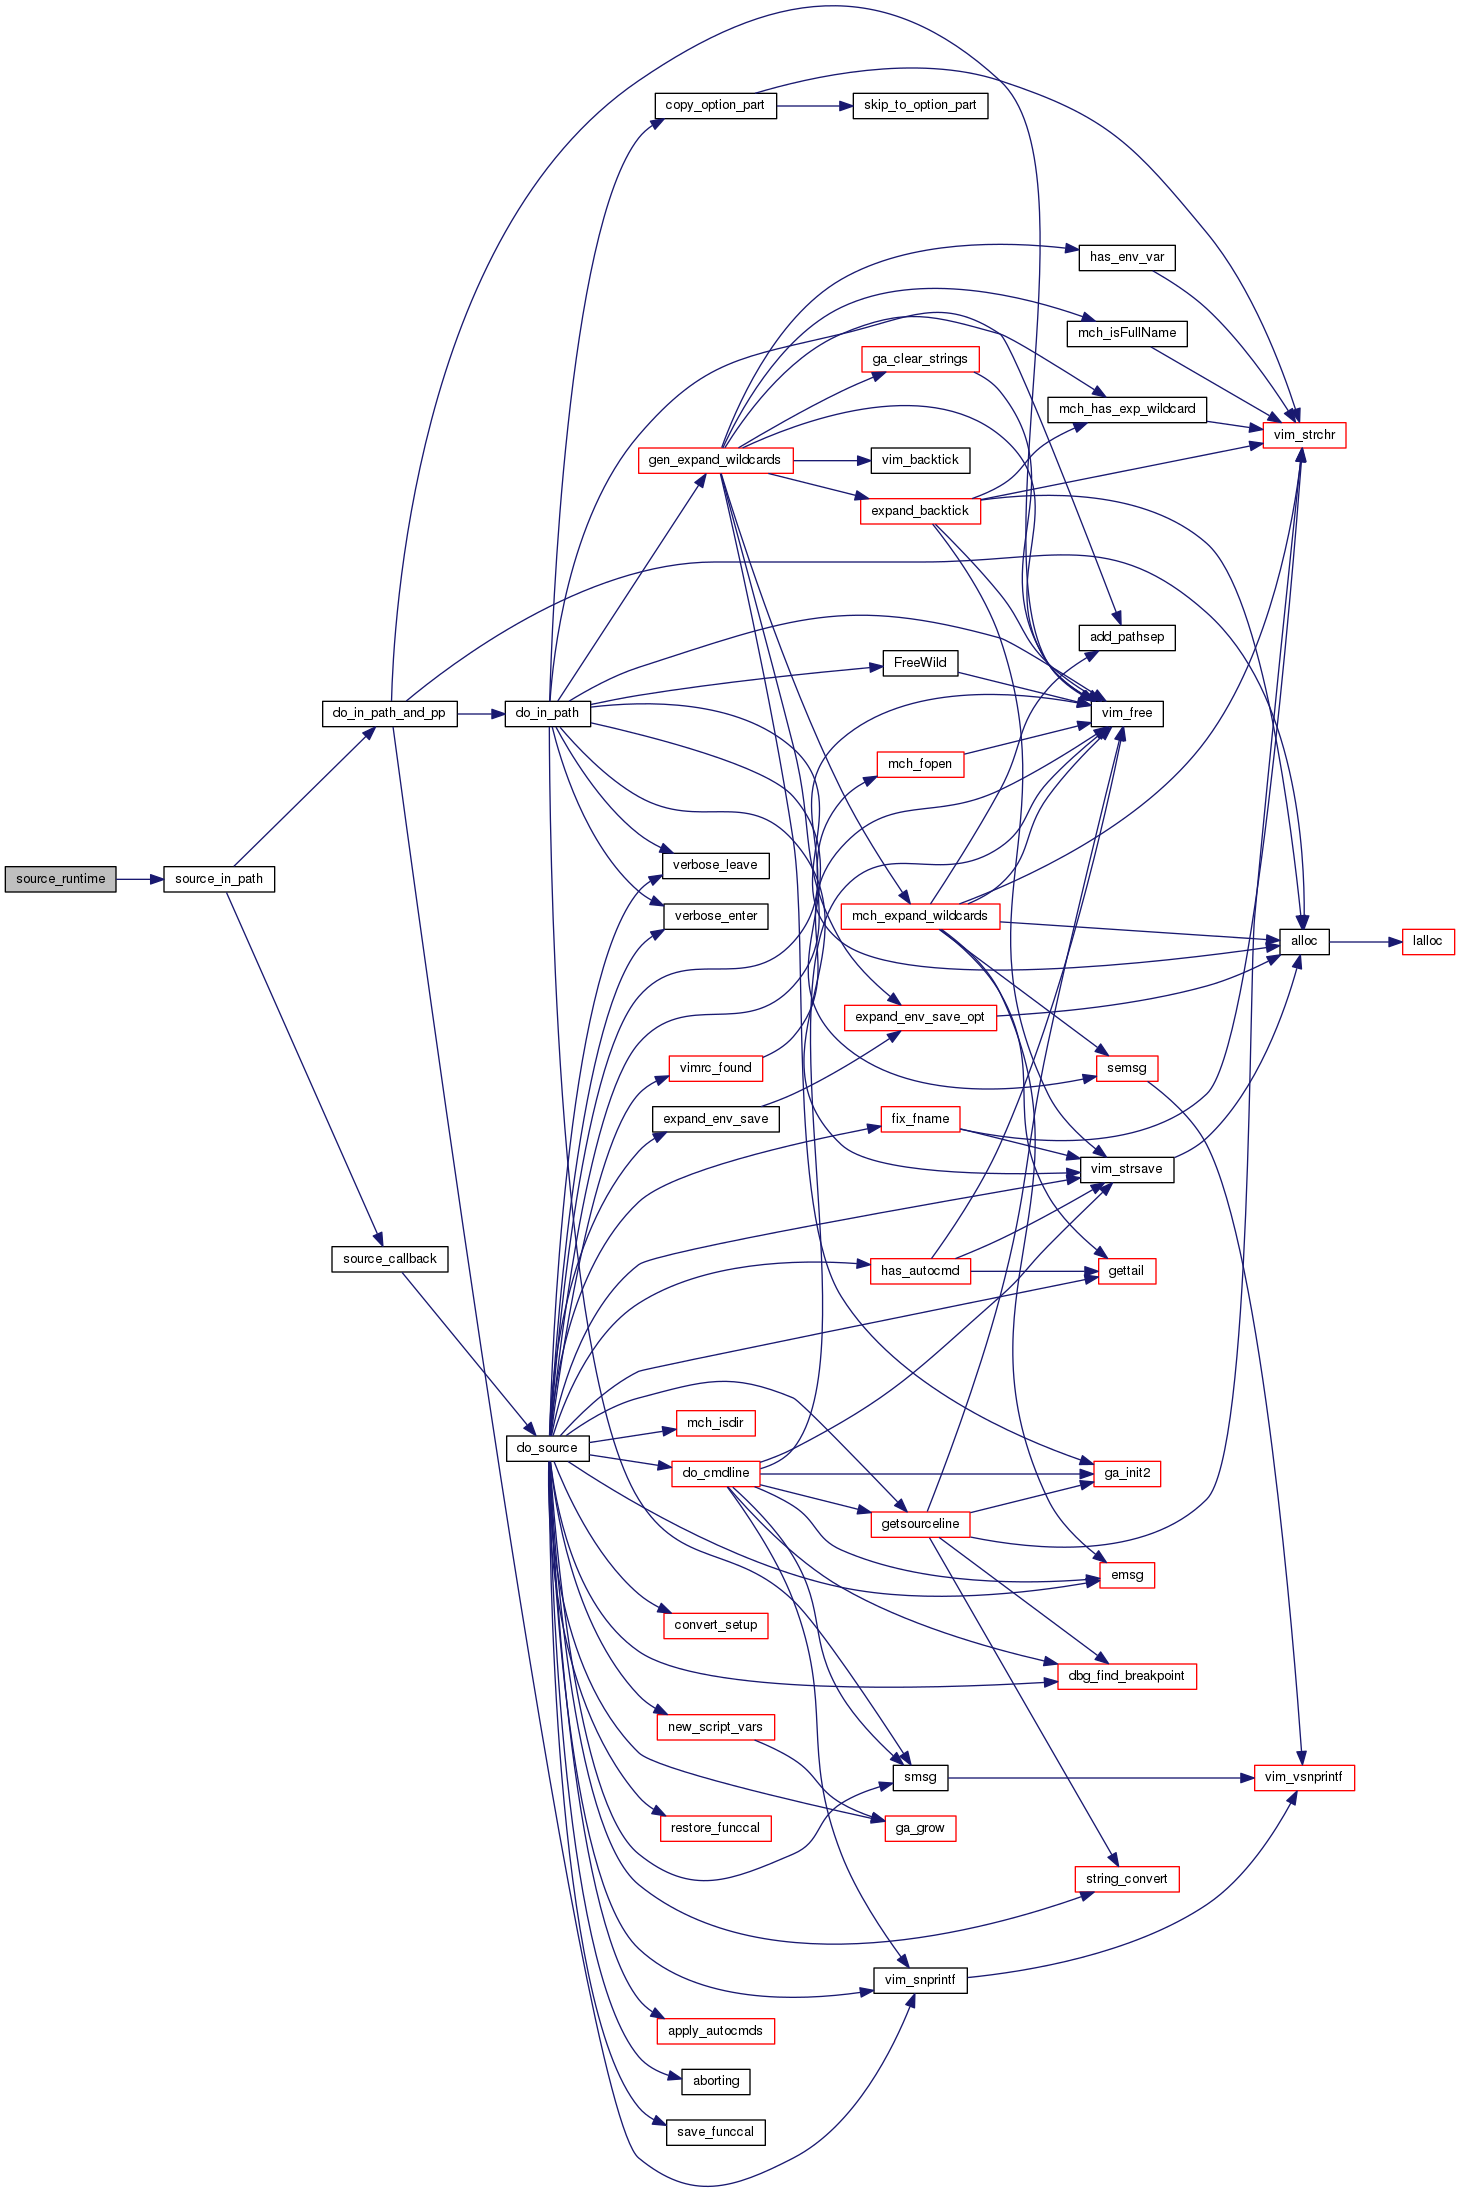 copy_option_part
skip_to_option_part
has_env_var
mch_isFullName
ga_clear_strings
mch_has_exp_wildcard
vim_strchr
gen_expand_wildcards
vim_backtick
expand_backtick
add_pathsep
FreeWild
do_in_path_and_pp
do_in_path
vim_free
mch_fopen
verbose_leave
source_runtime
source_in_path
verbose_enter
mch_expand_wildcards
alloc
lalloc
expand_env_save_opt
vimrc_found
semsg
expand_env_save
fix_fname
vim_strsave
source_callback
has_autocmd
gettail
mch_isdir
do_source
do_cmdline
ga_init2
getsourceline
emsg
convert_setup
dbg_find_breakpoint
new_script_vars
smsg
vim_vsnprintf
restore_funccal
ga_grow
string_convert
vim_snprintf
apply_autocmds
aborting
save_funccal